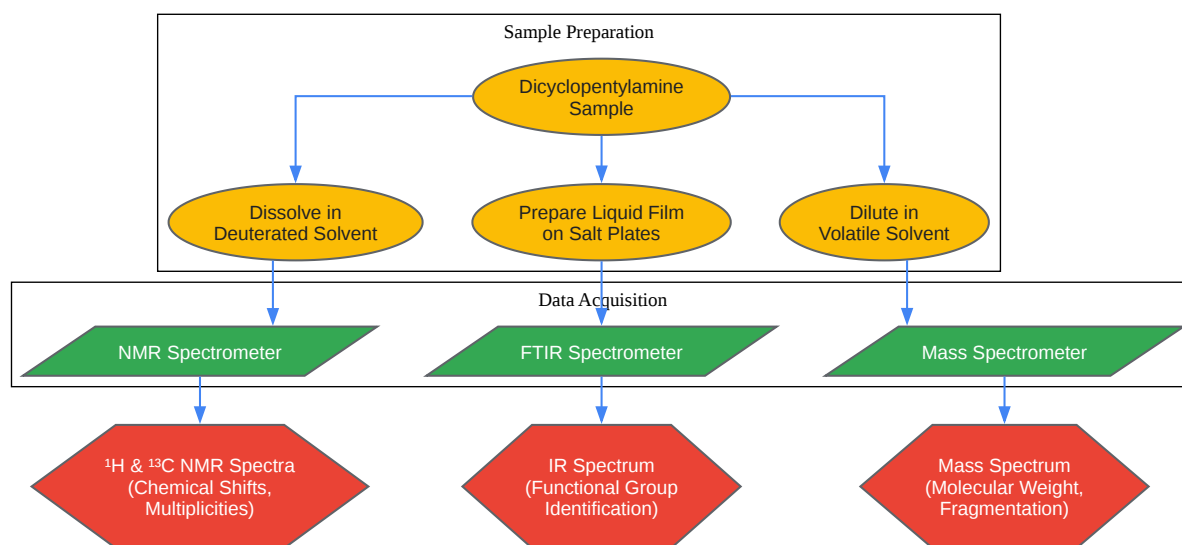 Sample Preparation
Dicyclopentylamine
Sample
Dissolve in
Deuterated Solvent
Prepare Liquid Film
on Salt Plates
Dilute in
Volatile Solvent
Data Acquisition
NMR Spectrometer
FTIR Spectrometer
Mass Spectrometer
¹H & ¹³C NMR Spectra
(Chemical Shifts,
Multiplicities)
IR Spectrum
(Functional Group
Identification)
Mass Spectrum
(Molecular Weight,
Fragmentation)